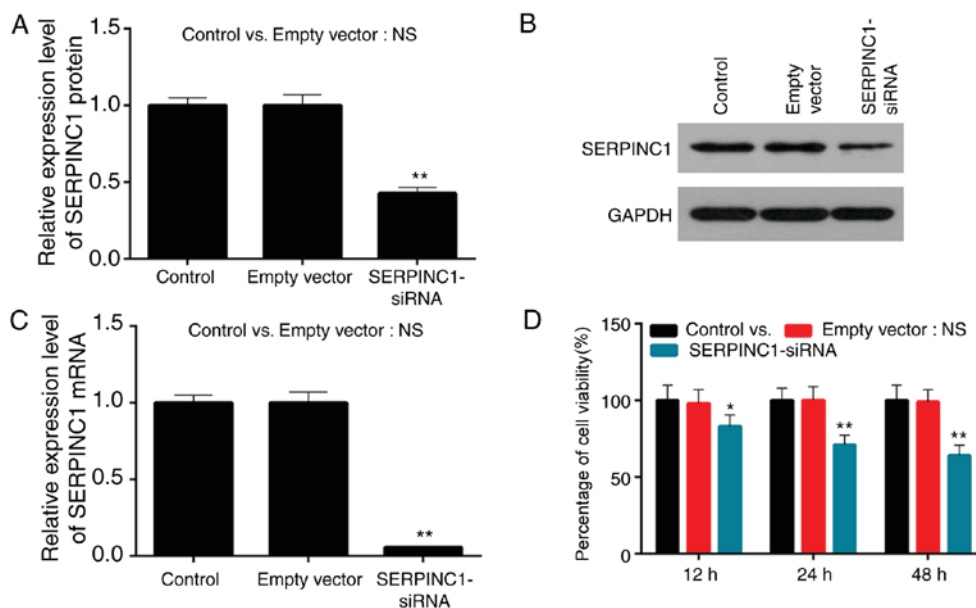 A
Control vs. Empty vector : NS
Relative expression level
of SERPINC1 protein
1.5
1.0
0.5
0.0
Control
Empty vector
SERPINC1-
siRNA
**
B
Control
Empty
vector
SERPINC1-
siRNA
SERPINC1
GAPDH
C
Control vs. Empty vector : NS
Relative expression level
of SERPINC1 mRNA
1.5
1.0
0.5
0.0
Control
Empty vector
SERPINC1-
siRNA
**
D
Control vs.
Empty vector : NS
SERPINC1-siRNA
Percentage of cell viability(%)
150
100
50
0
*
**
**
12 h
24 h
48 h